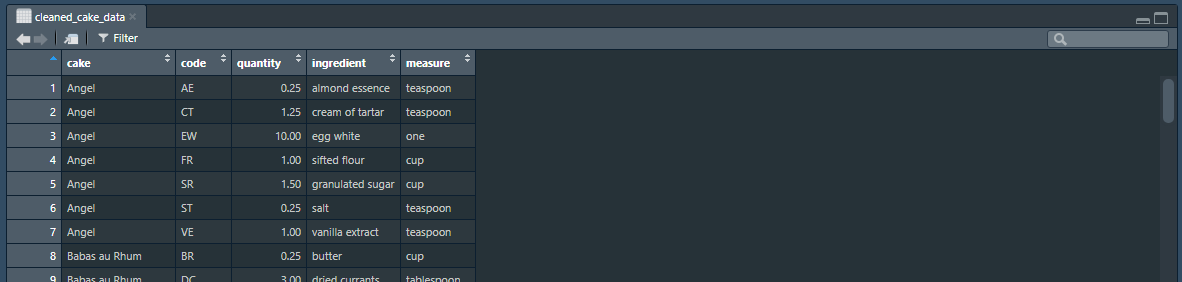 cleaned_cake_data
Filter
cake code quantity ingredient measure
1 Angel AE 0.25 almond essence teaspoon
2 Angel CT 1.25 cream of tartar teaspoon
3 Angel EW 10.00 egg white one
4 Angel FR 1.00 sifted flour cup
5 Angel SR 1.50 granulated sugar cup
6 Angel ST 0.25 salt teaspoon
7 Angel VE 1.00 vanilla extract teaspoon
8 Babas au Rhum BR 0.25 butter cup
9 Babas au Rhum DC 3.00 dried currants tablespoon